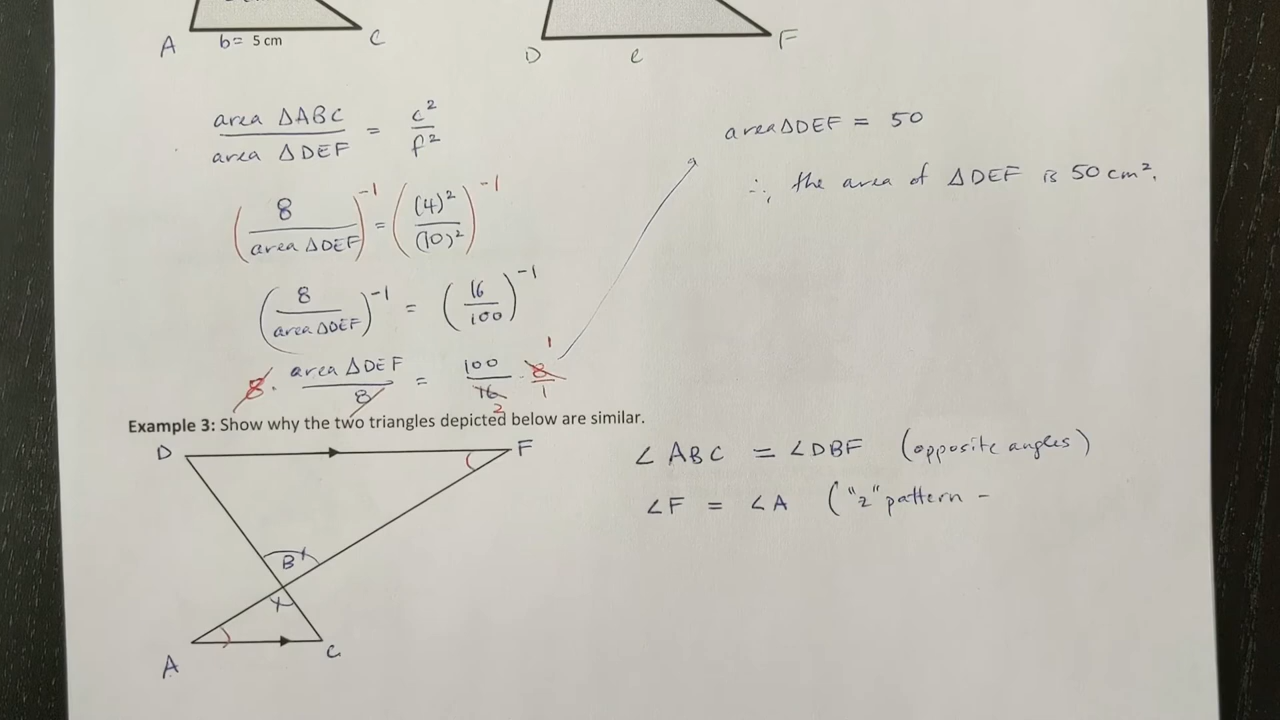 A b = 5 cm C
D e F
area ΔABC / area ΔDEF = c² / f²
(8 / area ΔDEF)⁻¹ = ((4)² / (10)²)⁻¹
(8 / area ΔDEF)⁻¹ = (16 / 100)⁻¹
8 · area ΔDEF / 8 = 100 / 16 2 · 8 1 / 1
area ΔDEF = 50
∴, the area of ΔDEF is 50 cm².
Example 3: Show why the two triangles depicted below are similar.
D F
B
x
A C
∠ABC = ∠DBF (opposite angles)
∠F = ∠A ("z" pattern -